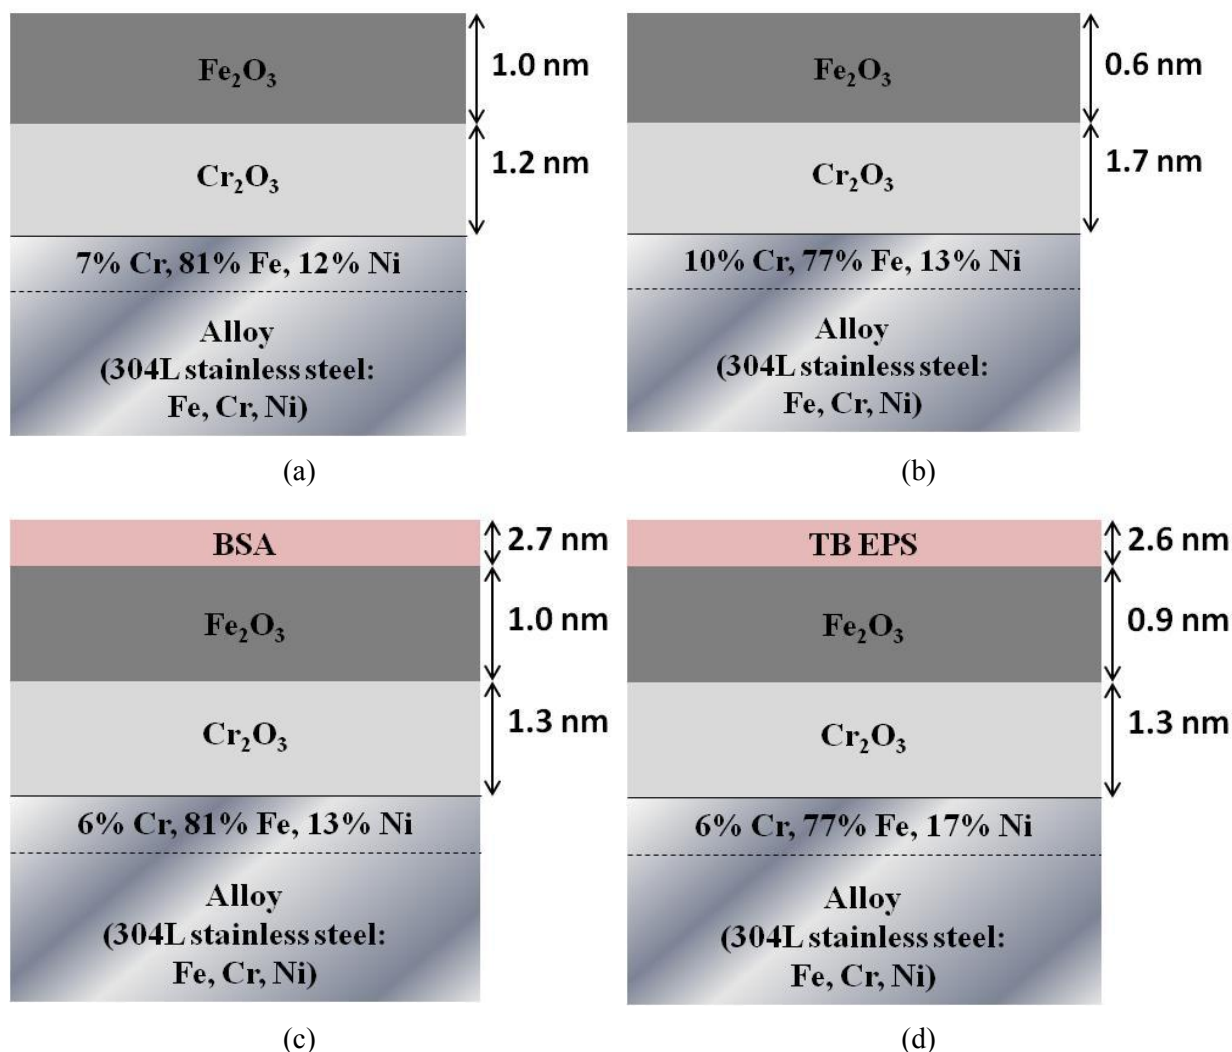 Fe₂O₃
1.0 nm
Cr₂O₃
1.2 nm
7% Cr, 81% Fe, 12% Ni
Alloy
(304L stainless steel:
Fe, Cr, Ni)
(a)
Fe₂O₃
0.6 nm
Cr₂O₃
1.7 nm
10% Cr, 77% Fe, 13% Ni
Alloy
(304L stainless steel:
Fe, Cr, Ni)
(b)
BSA
2.7 nm
Fe₂O₃
1.0 nm
Cr₂O₃
1.3 nm
6% Cr, 81% Fe, 13% Ni
Alloy
(304L stainless steel:
Fe, Cr, Ni)
(c)
TB EPS
2.6 nm
Fe₂O₃
0.9 nm
Cr₂O₃
1.3 nm
6% Cr, 77% Fe, 17% Ni
Alloy
(304L stainless steel:
Fe, Cr, Ni)
(d)